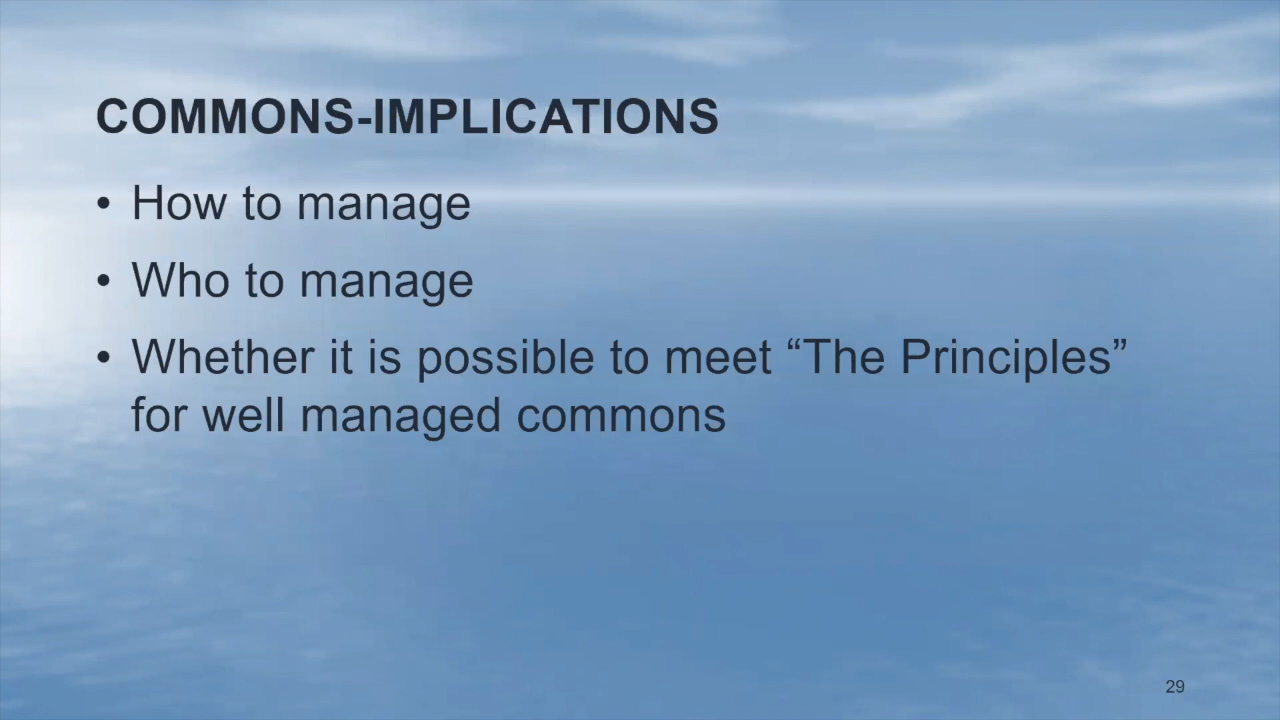 COMMONS-IMPLICATIONS
• How to manage
• Who to manage
• Whether it is possible to meet “The Principles”
for well managed commons
29